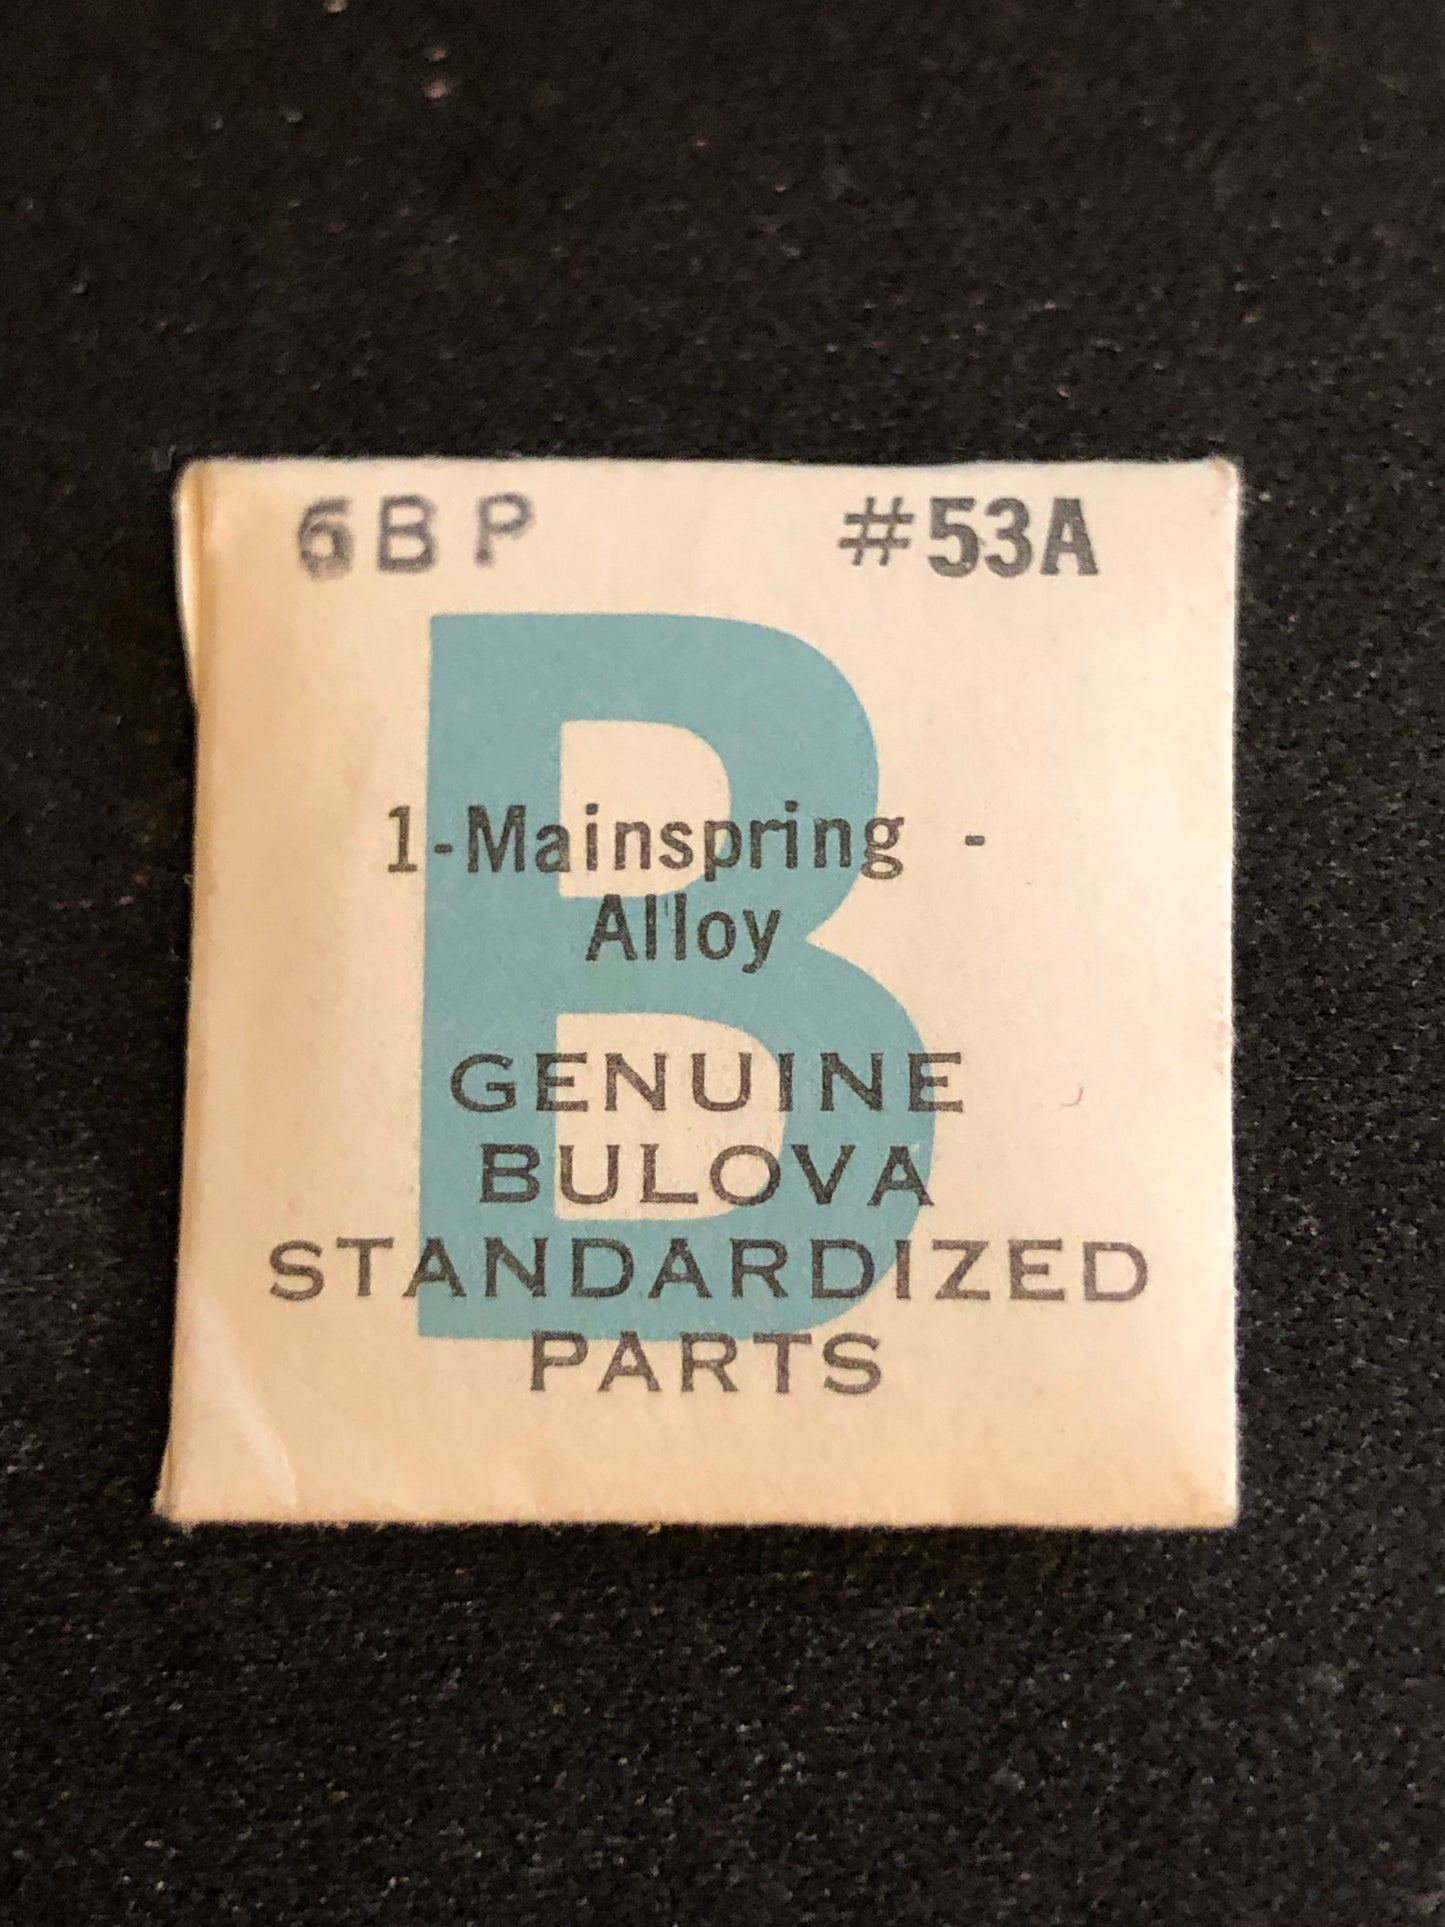 6BP #53A
B
1-Mainspring -
Alloy
GENUINE
BULOVA
STANDARDIZED
PARTS